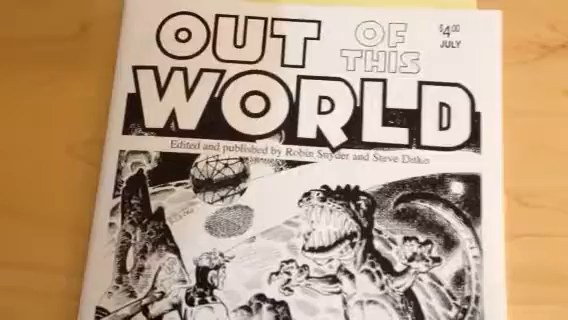 OUT OF
THIS
WORLD
$4.00
JULY
Edited and published by Robin Snyder and Steve Ditko